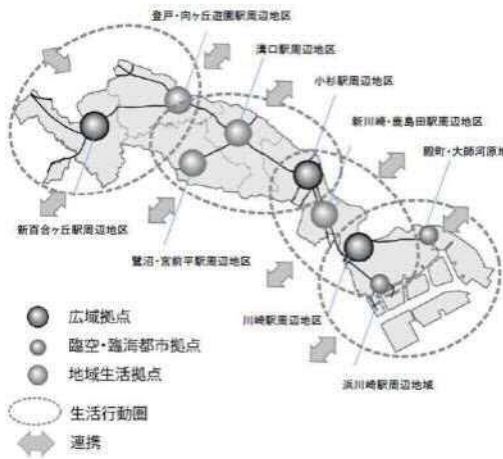 登戸・向ヶ丘遊園駅周辺地区
溝口駅周辺地区
小杉駅周辺地区
新川崎・鹿島田駅周辺地区
殿町・大師河原地
新百合ヶ丘駅周辺地区
鷺沼・宮前平駅周辺地区
川崎駅周辺地区
浜川崎駅周辺地域
広域拠点
臨空・臨海都市拠点
地域生活拠点
生活行動圏
連携